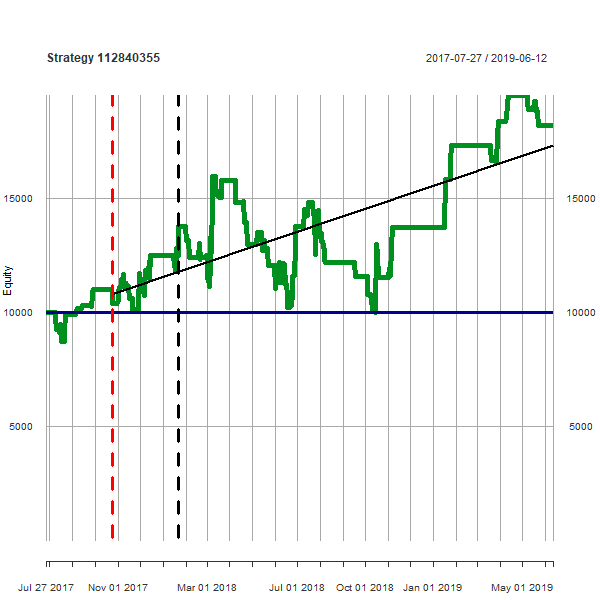 Strategy 112840355 2017-07-27 / 2019-06-12
Equity
15000 15000
10000 10000
5000 5000
Jul 27 2017 Nov 01 2017 Mar 01 2018 Jul 01 2018 Oct 01 2018 Jan 01 2019 May 01 2019